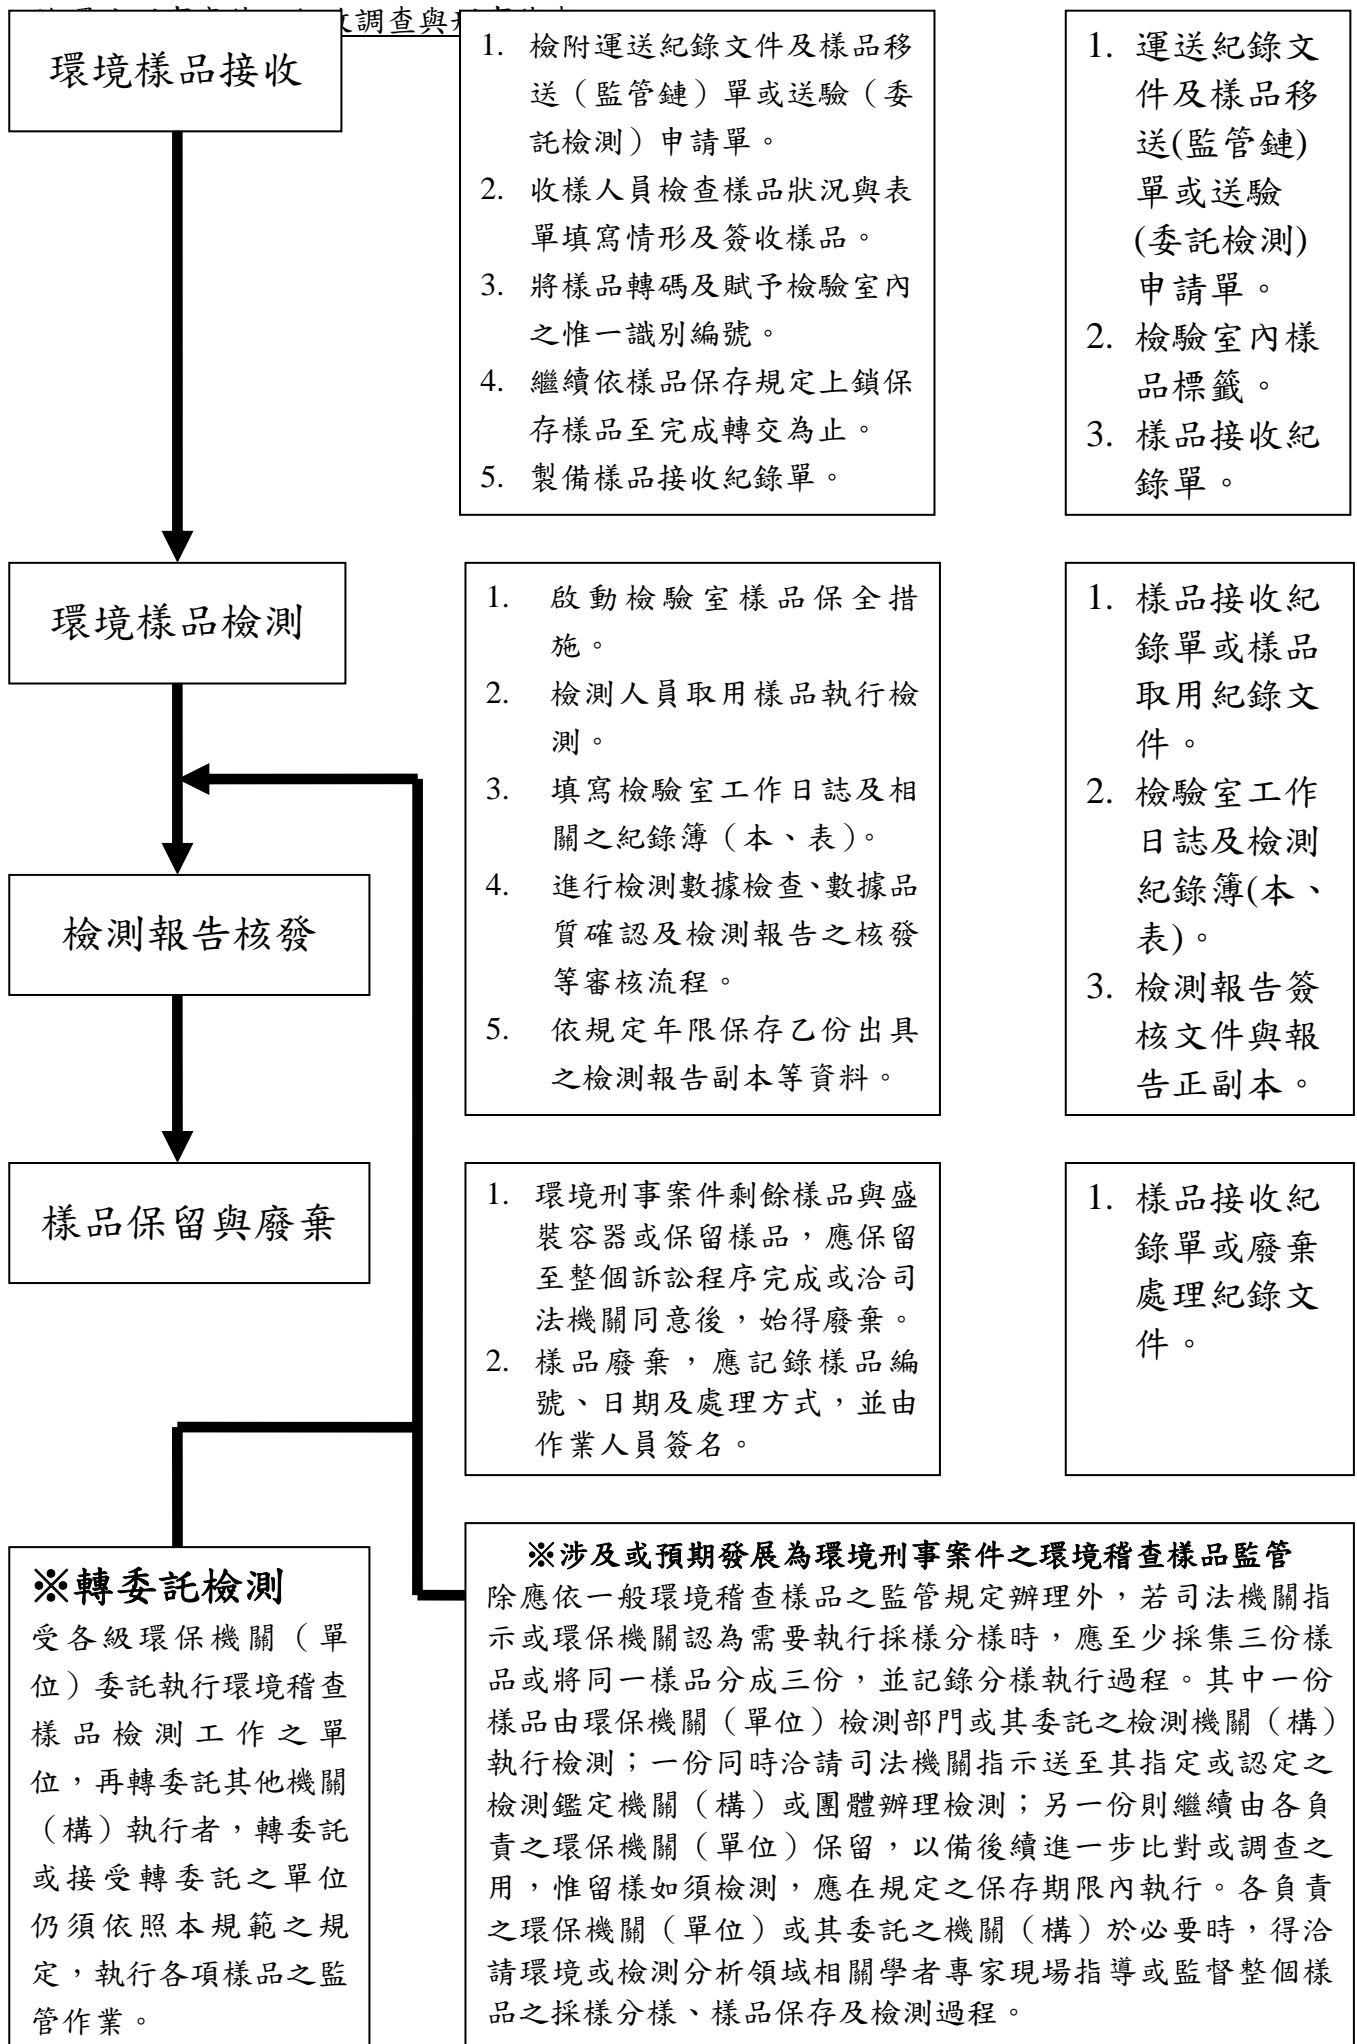 調查與
環境樣品接收
1. 檢附運送紀錄文件及樣品移
送（監管鏈）單或送驗（委
託檢測）申請單。
2. 收樣人員檢查樣品狀況與表
單填寫情形及簽收樣品。
3. 將樣品轉碼及賦予檢驗室內
之惟一識別編號。
4. 繼續依樣品保存規定上鎖保
存樣品至完成轉交為止。
5. 製備樣品接收紀錄單。
1. 運送紀錄文
件及樣品移
送(監管鏈)
單或送驗
(委託檢測)
申請單。
2. 檢驗室內樣
品標籤。
3. 樣品接收紀
錄單。
環境樣品檢測
1. 啟動檢驗室樣品保全措
施。
2. 檢測人員取用樣品執行檢
測。
3. 填寫檢驗室工作日誌及相
關之紀錄簿（本、表）。
4. 進行檢測數據檢查、數據品
質確認及檢測報告之核發
等審核流程。
5. 依規定年限保存乙份出具
之檢測報告副本等資料。
1. 樣品接收紀
錄單或樣品
取用紀錄文
件。
2. 檢驗室工作
日誌及檢測
紀錄簿(本、
表)。
3. 檢測報告簽
核文件與報
告正副本。
檢測報告核發
樣品保留與廢棄
1. 環境刑事案件剩餘樣品與盛
裝容器或保留樣品，應保留
至整個訴訟程序完成或洽司
法機關同意後，始得廢棄。
2. 樣品廢棄，應記錄樣品編
號、日期及處理方式，並由
作業人員簽名。
1. 樣品接收紀
錄單或廢棄
處理紀錄文
件。
※轉委託檢測
受各級環保機關（單
位）委託執行環境稽查
樣品檢測工作之單
位，再轉委託其他機關
（構）執行者，轉委託
或接受轉委託之單位
仍須依照本規範之規
定，執行各項樣品之監
管作業。
※涉及或預期發展為環境刑事案件之環境稽查樣品監管
除應依一般環境稽查樣品之監管規定辦理外，若司法機關指
示或環保機關認為需要執行採樣分樣時，應至少採集三份樣
品或將同一樣品分成三份，並記錄分樣執行過程。其中一份
樣品由環保機關（單位）檢測部門或其委託之檢測機關（構）
執行檢測；一份同時洽請司法機關指示送至其指定或認定之
檢測鑑定機關（構）或團體辦理檢測；另一份則繼續由各負
責之環保機關（單位）保留，以備後續進一步比對或調查之
用，惟留樣如須檢測，應在規定之保存期限內執行。各負責
之環保機關（單位）或其委託之機關（構）於必要時，得洽
請環境或檢測分析領域相關學者專家現場指導或監督整個樣
品之採樣分樣、樣品保存及檢測過程。